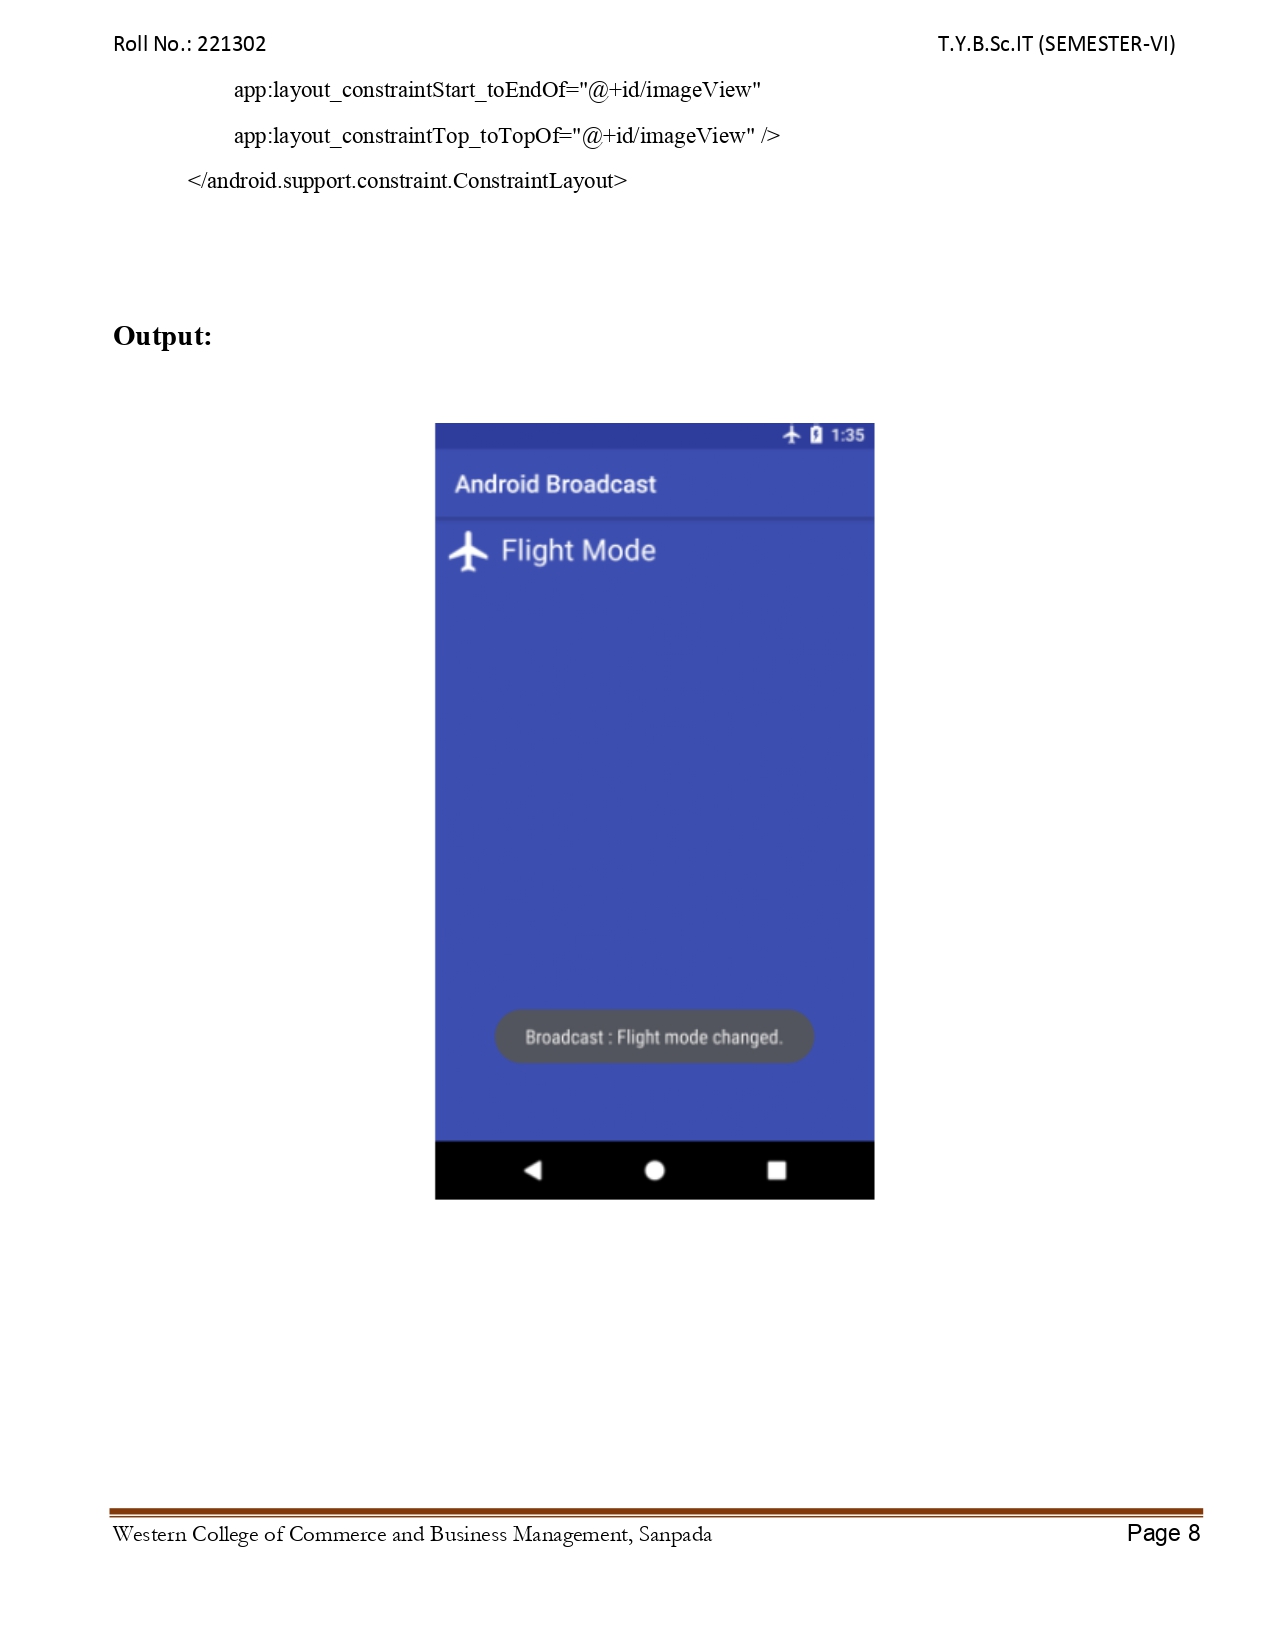 Roll No.: 221302 T.Y.B.Sc.IT (SEMESTER-VI)
app:layout_constraintStart_toEndOf="@+id/imageView"
app:layout_constraintTop_toTopOf="@+id/imageView" />
</android.support.constraint.ConstraintLayout>
Output:
1:35
Android Broadcast
Flight Mode
Broadcast : Flight mode changed.
Western College of Commerce and Business Management, Sanpada Page 8